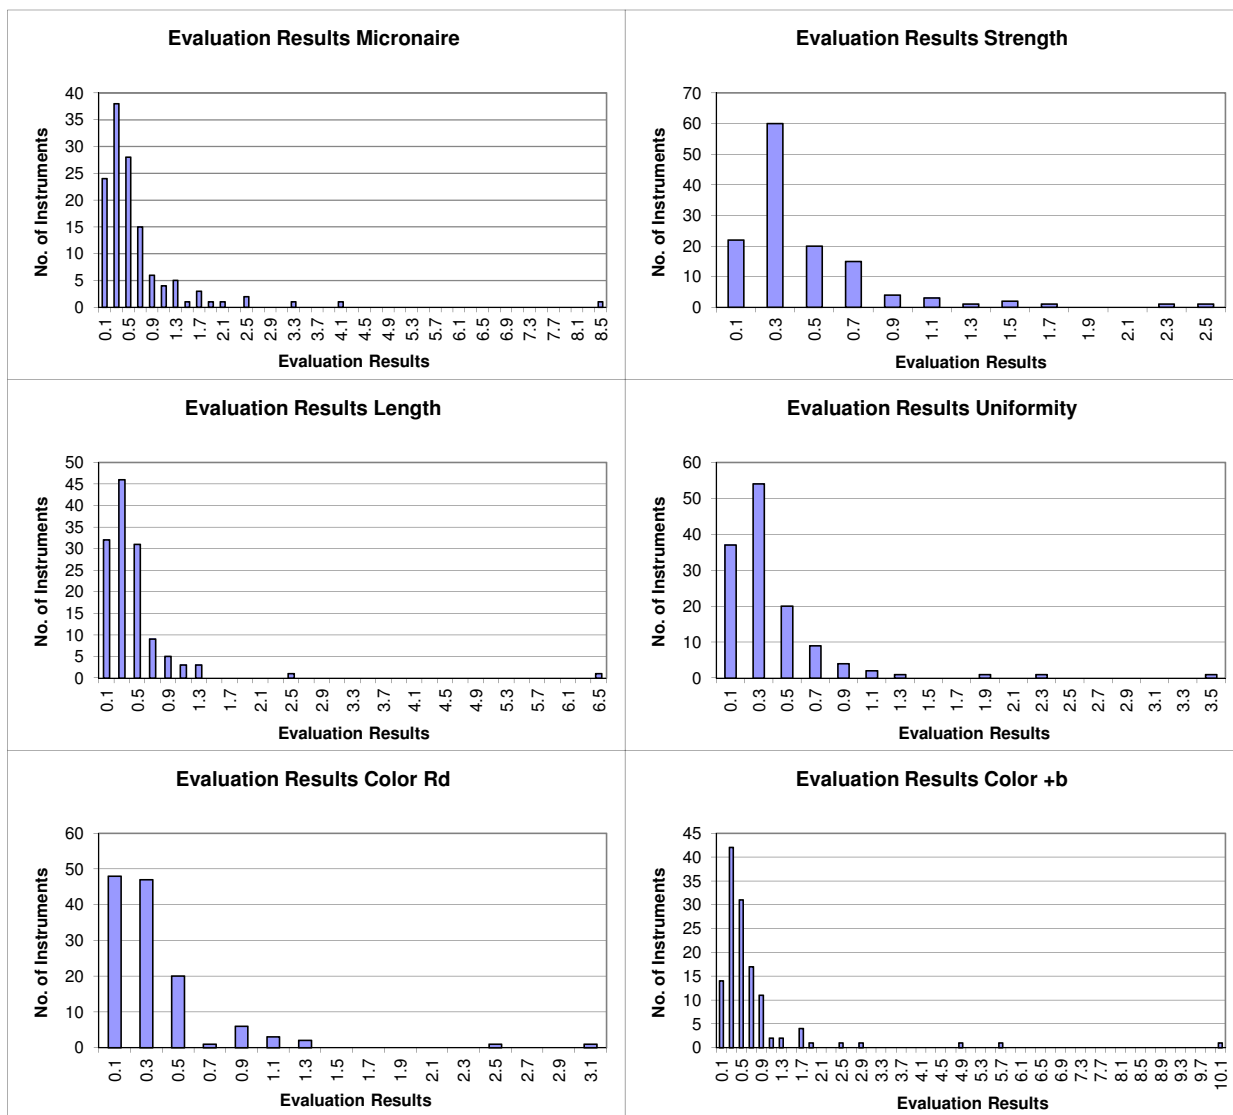 Evaluation Results Micronaire
No. of Instruments
40
35
30
25
20
15
10
5
0
0.1 0.5 0.9 1.3 1.7 2.1 2.5 2.9 3.3 3.7 4.1 4.5 4.9 5.3 5.7 6.1 6.5 6.9 7.3 7.7 8.1 8.5
Evaluation Results
Evaluation Results Strength
No. of Instruments
70
60
50
40
30
20
10
0
0.1 0.3 0.5 0.7 0.9 1.1 1.3 1.5 1.7 1.9 2.1 2.3 2.5
Evaluation Results
Evaluation Results Length
No. of Instruments
50
45
40
35
30
25
20
15
10
5
0
0.1 0.5 0.9 1.3 1.7 2.1 2.5 2.9 3.3 3.7 4.1 4.5 4.9 5.3 5.7 6.1 6.5
Evaluation Results
Evaluation Results Uniformity
No. of Instruments
60
50
40
30
20
10
0
0.1 0.3 0.5 0.7 0.9 1.1 1.3 1.5 1.7 1.9 2.1 2.3 2.5 2.7 2.9 3.1 3.3 3.5
Evaluation Results
Evaluation Results Color Rd
No. of Instruments
60
50
40
30
20
10
0
0.1 0.3 0.5 0.7 0.9 1.1 1.3 1.5 1.7 1.9 2.1 2.3 2.5 2.7 2.9 3.1
Evaluation Results
Evaluation Results Color +b
No. of Instruments
45
40
35
30
25
20
15
10
5
0
0.1 0.5 0.9 1.3 1.7 2.1 2.5 2.9 3.3 3.7 4.1 4.5 4.9 5.3 5.7 6.1 6.5 6.9 7.3 7.7 8.1 8.5 8.9 9.3 9.7 10.1
Evaluation Results